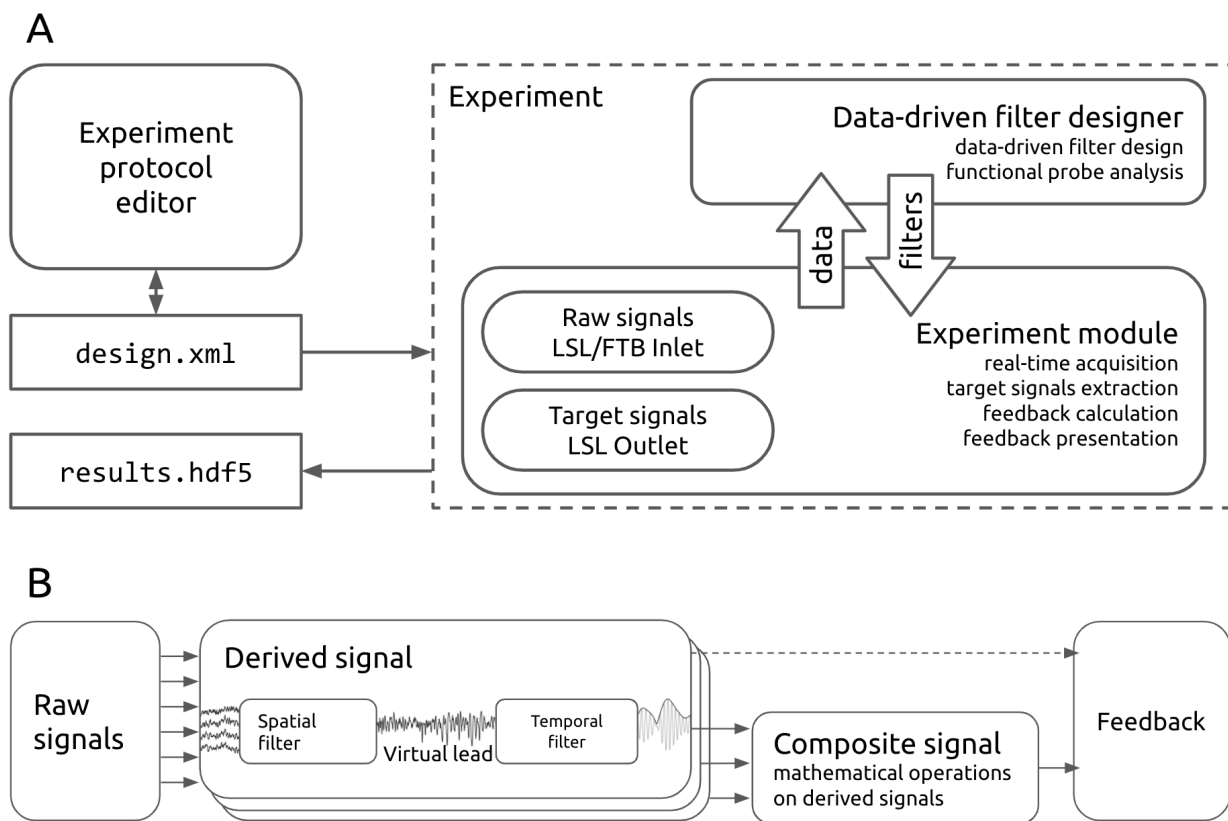 A
Experiment
protocol
editor
design.xml
results.hdf5
Experiment
Data-driven filter designer
data-driven filter design
functional probe analysis
data
filters
Raw signals
LSL/FTB Inlet
Target signals
LSL Outlet
Experiment module
real-time acquisition
target signals extraction
feedback calculation
feedback presentation
B
Raw
signals
Derived signal
Spatial
filter
Virtual lead
Temporal
filter
Composite signal
mathematical operations
on derived signals
Feedback